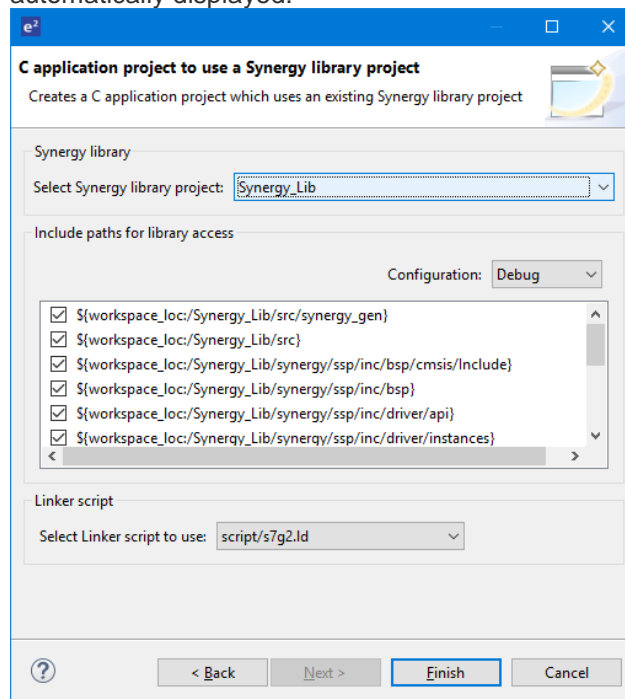 automatically displayed.
e²
C application project to use a Synergy library project
Creates a C application project which uses an existing Synergy library project
Synergy library
Select Synergy library project: Synergy_Lib
Include paths for library access
Configuration: Debug
${workspace_loc:/Synergy_Lib/src/synergy_gen}
${workspace_loc:/Synergy_Lib/src}
${workspace_loc:/Synergy_Lib/synergy/ssp/inc/bsp/cmsis/Include}
${workspace_loc:/Synergy_Lib/synergy/ssp/inc/bsp}
${workspace_loc:/Synergy_Lib/synergy/ssp/inc/driver/api}
${workspace_loc:/Synergy_Lib/synergy/ssp/inc/driver/instances}
Linker script
Select Linker script to use: script/s7g2.ld
? < Back Next > Finish Cancel